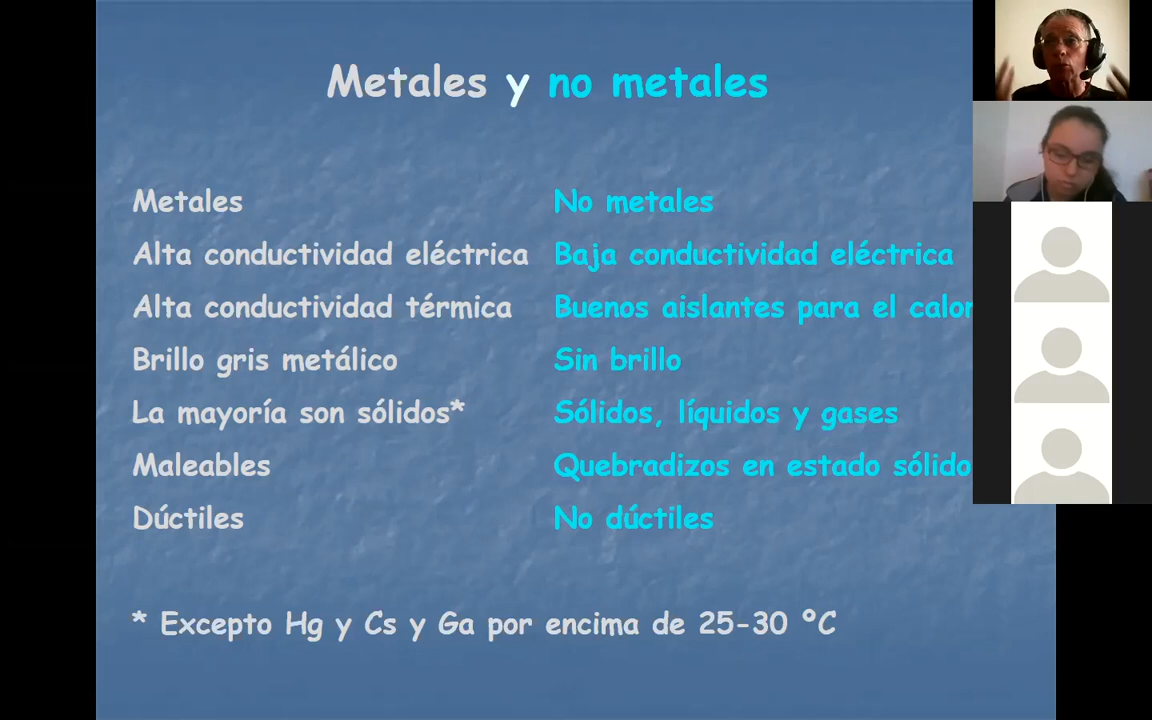 Metales y no metales
Metales
Alta conductividad eléctrica
Alta conductividad térmica
Brillo gris metálico
La mayoría son sólidos*
Maleables
Dúctiles
No metales
Baja conductividad eléctrica
Buenos aislantes para el calor
Sin brillo
Sólidos, líquidos y gases
Quebradizos en estado sólido
No dúctiles
* Excepto Hg y Cs y Ga por encima de 25-30 ºC